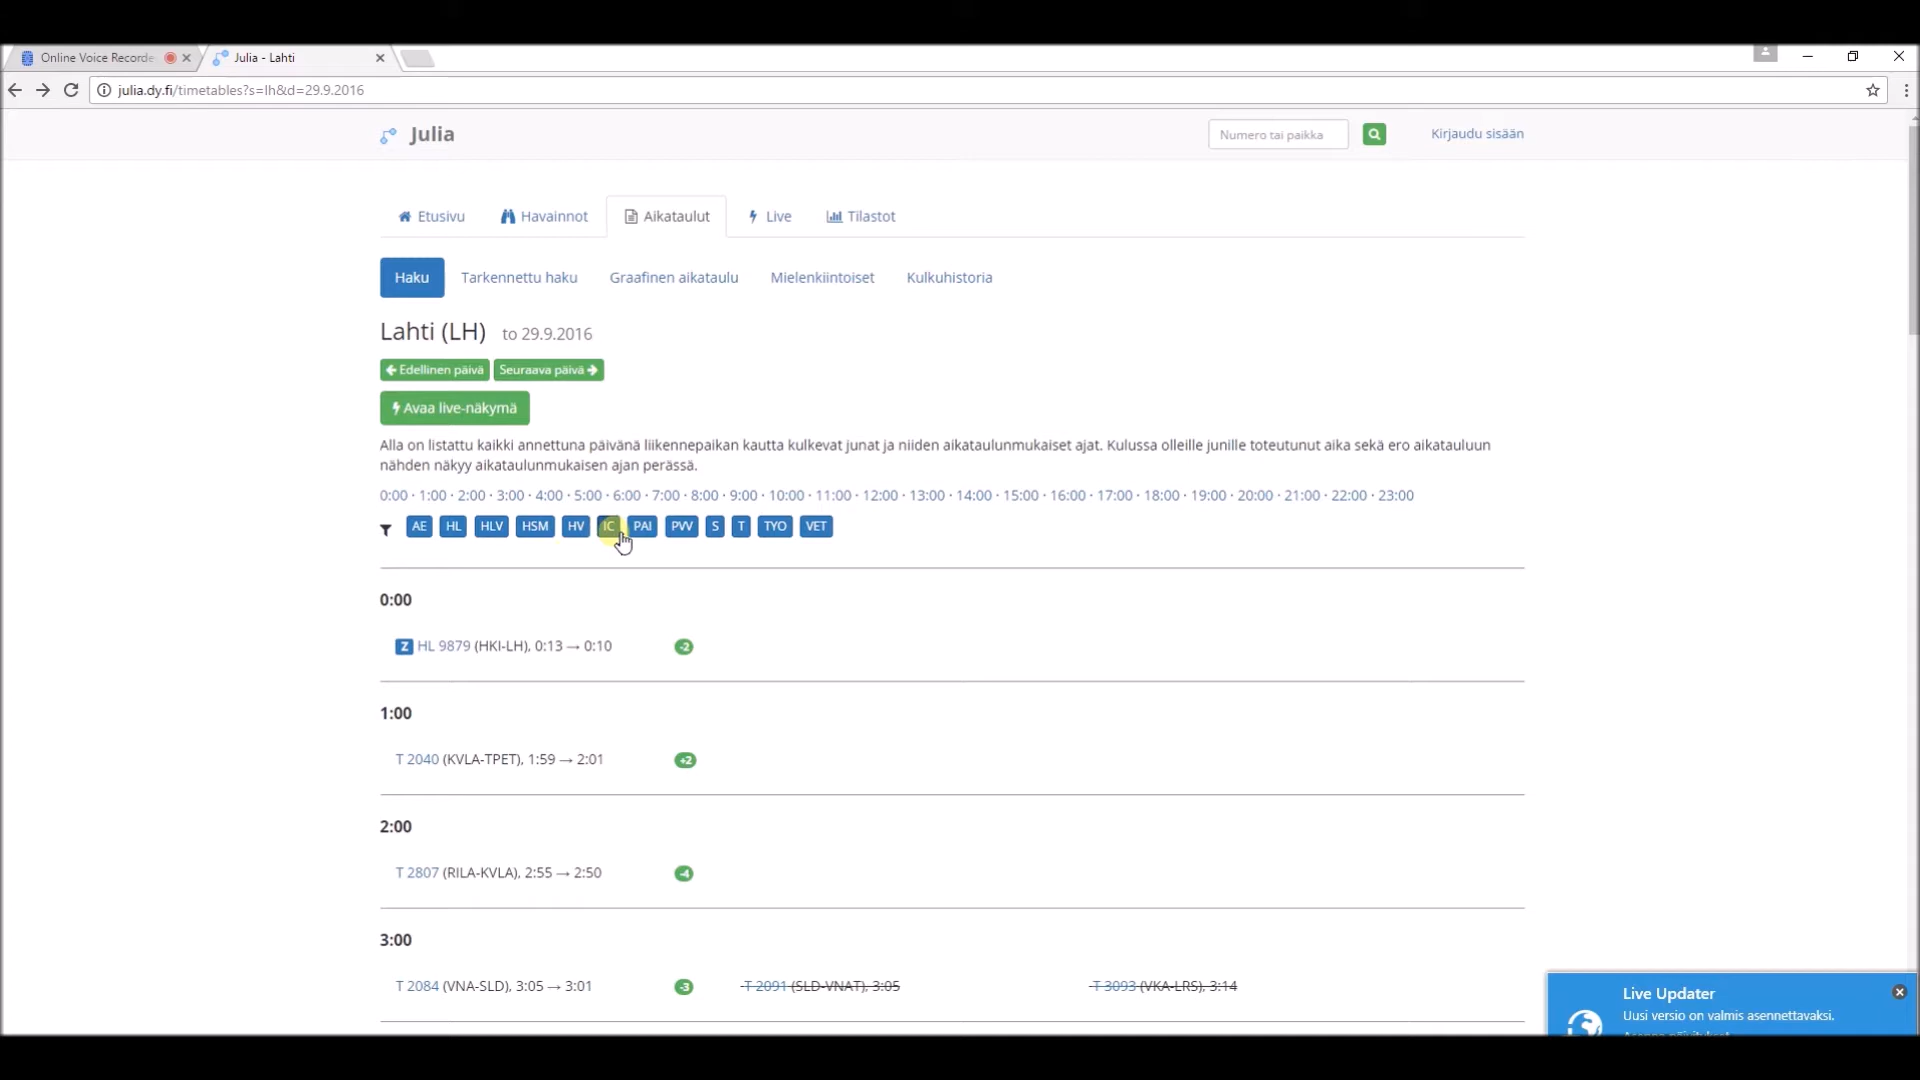 Online Voice Recorde
Julia - Lahti
julia.dy.fi/timetables?s=lh&d=29.9.2016
Julia
Numero tai paikka
Kirjaudu sisään
Etusivu
Havainnot
Aikataulut
Live
Tilastot
Haku
Tarkennettu haku
Graafinen aikataulu
Mielenkiintoiset
Kulkuhistoria
Lahti (LH) to 29.9.2016
Edellinen päivä
Seuraava päivä
Avaa live-näkymä
Alla on listattu kaikki annettuna päivänä liikennepaikan kautta kulkevat junat ja niiden aikataulunmukaiset ajat. Kulussa olleille junille toteutunut aika sekä ero aikatauluun
nähden näkyy aikataulunmukaisen ajan perässä.
0:00 · 1:00 · 2:00 · 3:00 · 4:00 · 5:00 · 6:00 · 7:00 · 8:00 · 9:00 · 10:00 · 11:00 · 12:00 · 13:00 · 14:00 · 15:00 · 16:00 · 17:00 · 18:00 · 19:00 · 20:00 · 21:00 · 22:00 · 23:00
AE HL HLV HSM HV IC PAI PVV S T TYO VET
0:00
Z HL 9879 (HKI-LH), 0:13 → 0:10 -2
1:00
T 2040 (KVLA-TPET), 1:59 → 2:01 +2
2:00
T 2807 (RILA-KVLA), 2:55 → 2:50 -4
3:00
T 2084 (VNA-SLD), 3:05 → 3:01 -3 T 2091 (SLD-VNAT), 3:05 T 3093 (VKA-LRS), 3:14
Live Updater
Uusi versio on valmis asennettavaksi.